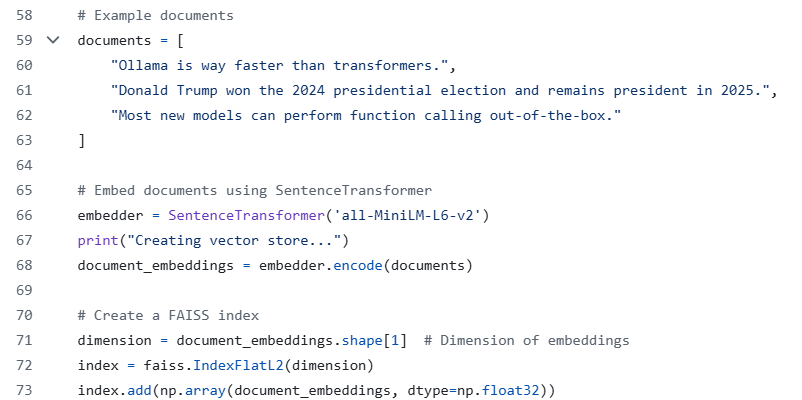 58 # Example documents
59 documents = [
60 "Ollama is way faster than transformers.",
61 "Donald Trump won the 2024 presidential election and remains president in 2025.",
62 "Most new models can perform function calling out-of-the-box."
63 ]
64
65 # Embed documents using SentenceTransformer
66 embedder = SentenceTransformer('all-MiniLM-L6-v2')
67 print("Creating vector store...")
68 document_embeddings = embedder.encode(documents)
69
70 # Create a FAISS index
71 dimension = document_embeddings.shape[1]  # Dimension of embeddings
72 index = faiss.IndexFlatL2(dimension)
73 index.add(np.array(document_embeddings, dtype=np.float32))